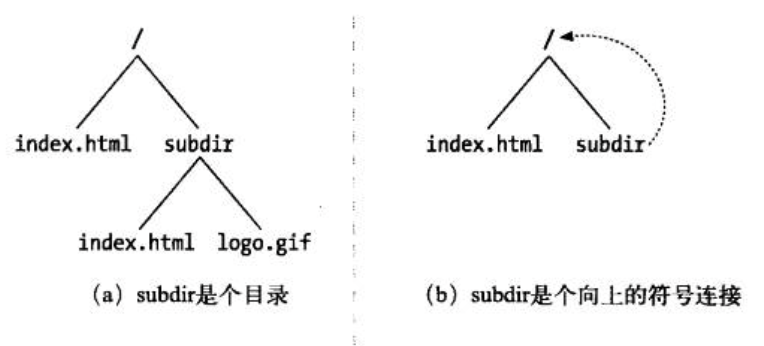 /
index.html subdir
index.html logo.gif
(a) subdir是个目录
/
index.html subdir
(b) subdir是个向上的符号连接